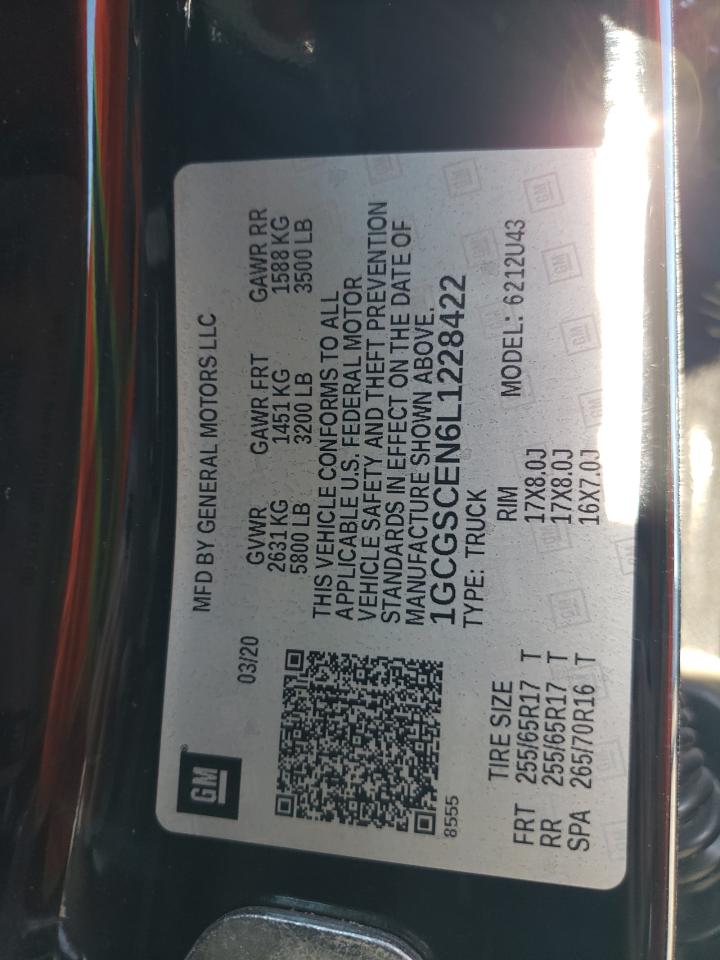 GM
MFD BY GENERAL MOTORS LLC
03/20
GVWR GAWR FRT GAWR RR
2631 KG 1451 KG 1588 KG
5800 LB 3200 LB 3500 LB
THIS VEHICLE CONFORMS TO ALL
APPLICABLE U.S. FEDERAL MOTOR
VEHICLE SAFETY AND THEFT PREVENTION
STANDARDS IN EFFECT ON THE DATE OF
MANUFACTURE SHOWN ABOVE.
1GCGSCEN6L1228422
TYPE: TRUCK
8555
MODEL: 6212U43
TIRE SIZE RIM
FRT 255/65R17 T 17X8.0J
RR 255/65R17 T 17X8.0J
SPA 265/70R16 T 16X7.0J